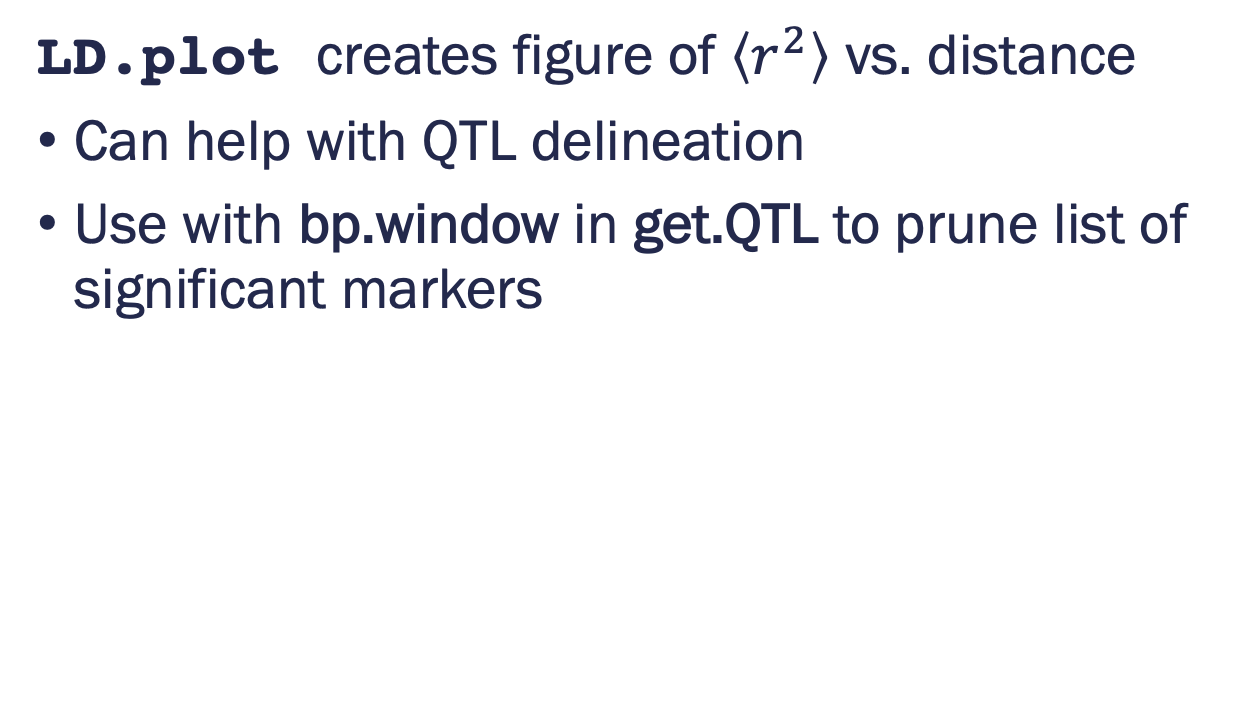 LD.plot creates figure of ⟨r²⟩ vs. distance
• Can help with QTL delineation
• Use with bp.window in get.QTL to prune list of
significant markers